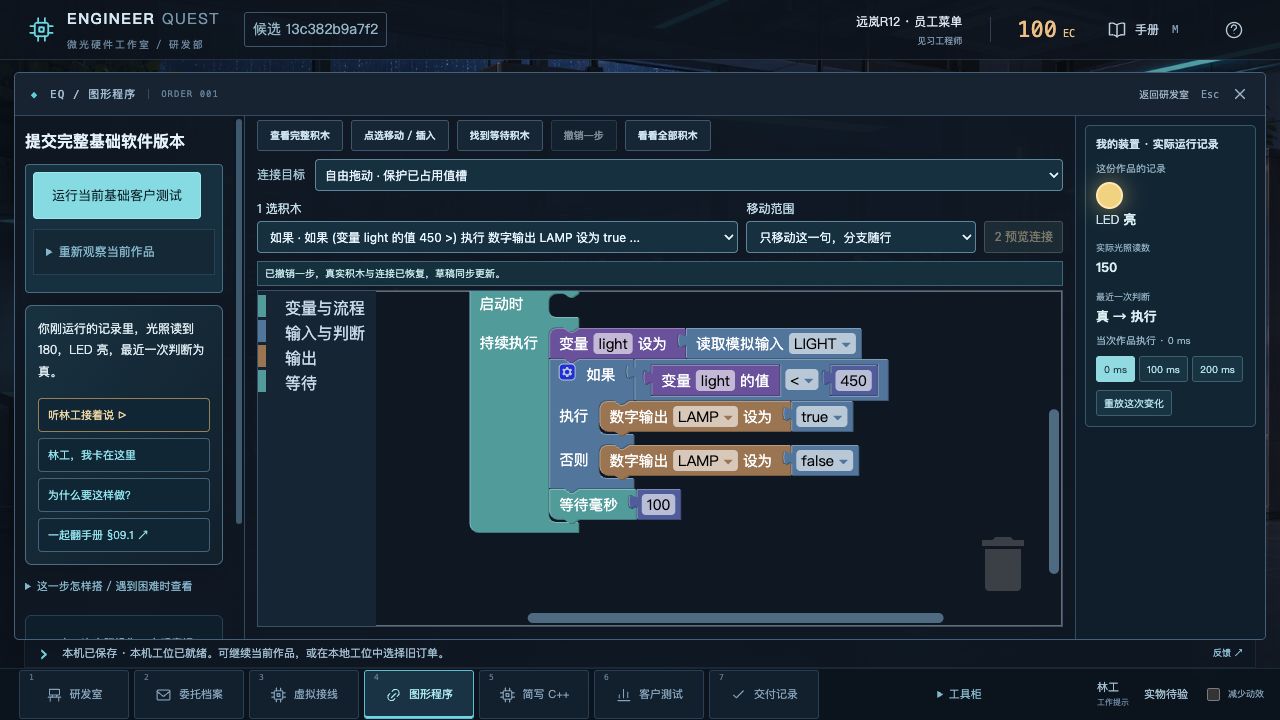 ENGINEER QUEST
微光硬件工作室 / 研发部
候选 13c382b9a7f2
远岚R12 · 员工菜单
见习工程师
100 EC
手册 M
EQ / 图形程序 ORDER 001
返回研发室 Esc
提交完整基础软件版本
运行当前基础客户测试
重新观察当前作品
你刚运行的记录里，光照读到
180，LED 亮，最近一次判断为
真。
听林工接着说
林工，我卡在这里
为什么要这样做？
一起翻手册 §09.1 ↗
这一步怎样搭 / 遇到困难时查看
查看完整积木
点选移动 / 插入
找到等待积木
撤销一步
看看全部积木
连接目标
自由拖动 · 保护已占用值槽
1 选积木
移动范围
如果 · 如果 (变量 light 的值 450 >) 执行 数字输出 LAMP 设为 true ...
只移动这一句，分支随行
2 预览连接
已撤销一步，真实积木与连接已恢复，草稿同步更新。
变量与流程
输入与判断
输出
等待
启动时
持续执行
变量 light 设为 读取模拟输入 LIGHT
如果 变量 light 的值 < 450
执行 数字输出 LAMP 设为 true
否则 数字输出 LAMP 设为 false
等待毫秒 100
我的装置 · 实际运行记录
这份作品的记录
LED 亮
实际光照读数
150
最近一次判断
真 → 执行
当次作品执行 · 0 ms
0 ms
100 ms
200 ms
重放这次变化
本机已保存 · 本机工位已就绪。可继续当前作品，或在本地工位中选择旧订单。
反馈 ↗
1 研发室
2 委托档案
3 虚拟接线
4 图形程序
5 简写 C++
6 客户测试
7 交付记录
工具柜
林工
工作提示
实物待验
减少动效